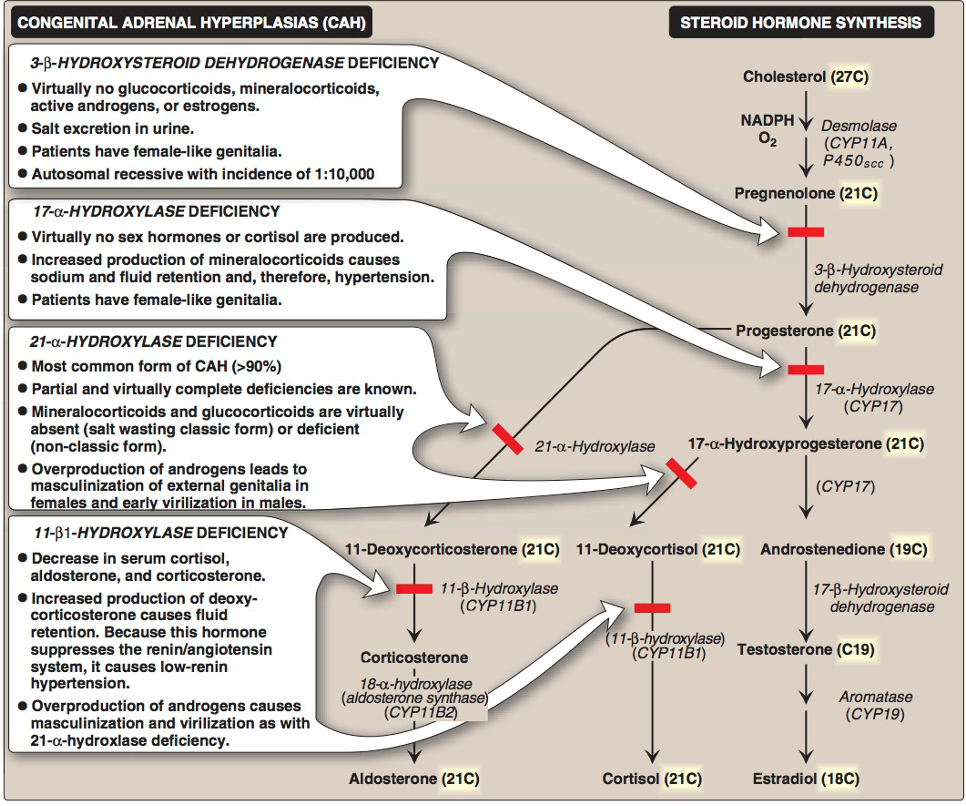 CONGENITAL ADRENAL HYPERPLASIAS (CAH)
3-β-HYDROXYSTEROID DEHYDROGENASE DEFICIENCY
● Virtually no glucocorticoids, mineralocorticoids,
active androgens, or estrogens.
● Salt excretion in urine.
● Patients have female-like genitalia.
● Autosomal recessive with incidence of 1:10,000
17-α-HYDROXYLASE DEFICIENCY
● Virtually no sex hormones or cortisol are produced.
● Increased production of mineralocorticoids causes
sodium and fluid retention and, therefore, hypertension.
● Patients have female-like genitalia.
21-α-HYDROXYLASE DEFICIENCY
● Most common form of CAH (>90%)
● Partial and virtually complete deficiencies are known.
● Mineralocorticoids and glucocorticoids are virtually
absent (salt wasting classic form) or deficient
(non-classic form).
● Overproduction of androgens leads to
masculinization of external genitalia in
females and early virilization in males.
11-β1-HYDROXYLASE DEFICIENCY
● Decrease in serum cortisol,
aldosterone, and corticosterone.
● Increased production of deoxy-
corticosterone causes fluid
retention. Because this hormone
suppresses the renin/angiotensin
system, it causes low-renin
hypertension.
● Overproduction of androgens causes
masculinization and virilization as with
21-α-hydroxlase deficiency.
STEROID HORMONE SYNTHESIS
Cholesterol (27C)
NADPH
O2
Desmolase
(CYP11A,
P450scc )
Pregnenolone (21C)
3-β-Hydroxysteroid
dehydrogenase
Progesterone (21C)
17-α-Hydroxylase
(CYP17)
21-α-Hydroxylase
17-α-Hydroxyprogesterone (21C)
(CYP17)
11-Deoxycorticosterone (21C)
11-Deoxycortisol (21C)
Androstenedione (19C)
11-β-Hydroxylase
(CYP11B1)
17-β-Hydroxysteroid
dehydrogenase
(11-β-hydroxylase)
(CYP11B1)
Corticosterone
Testosterone (C19)
18-α-hydroxylase
(aldosterone synthase)
(CYP11B2)
Aromatase
(CYP19)
Aldosterone (21C)
Cortisol (21C)
Estradiol (18C)